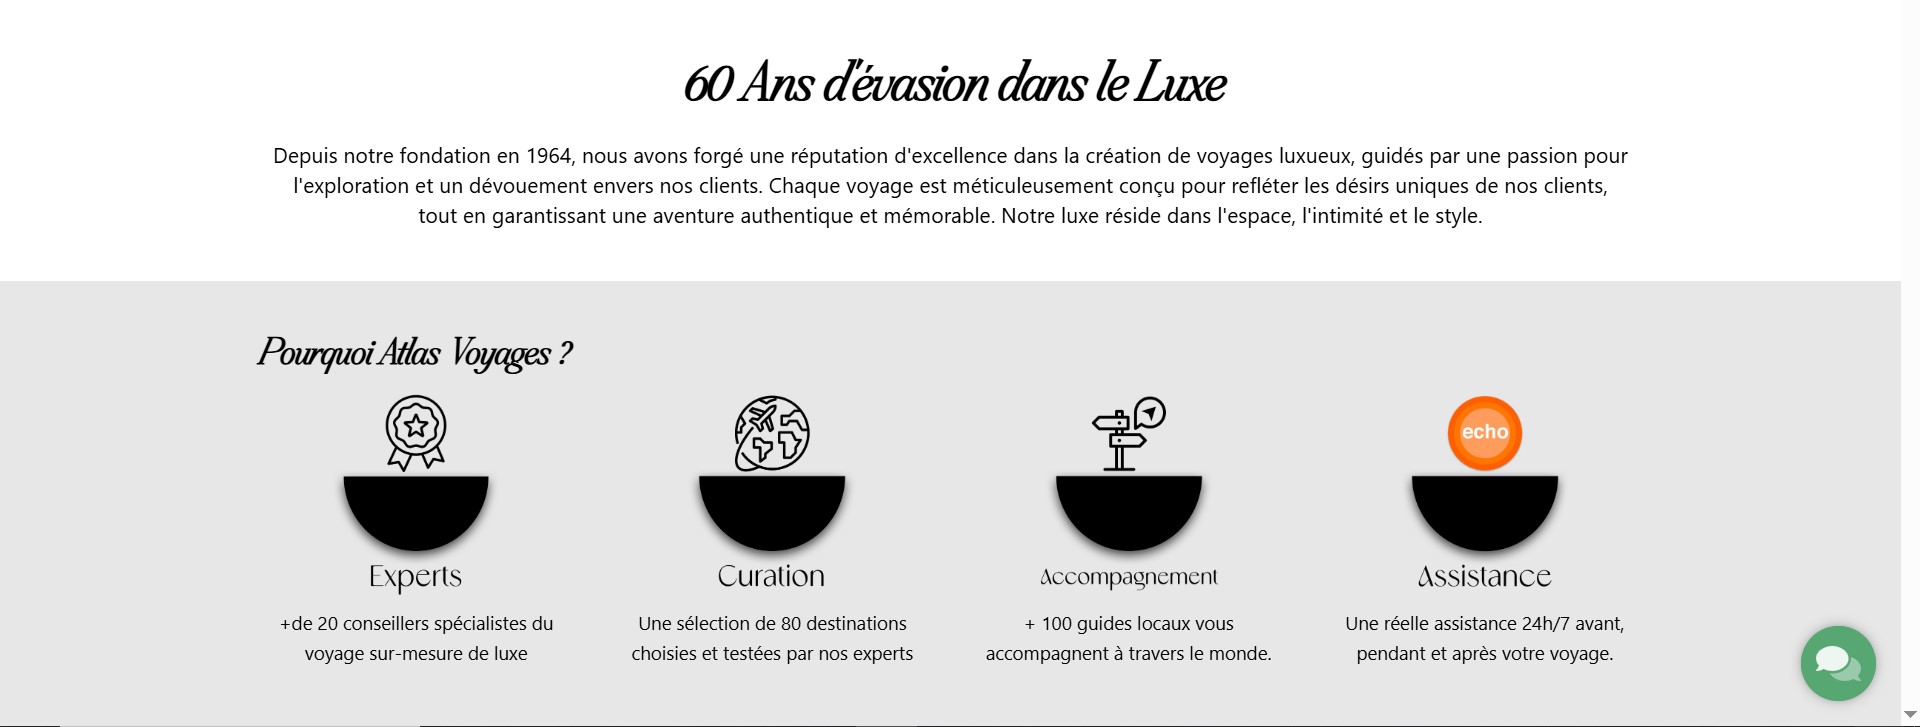 60 Ans d'évasion dans le Luxe
Depuis notre fondation en 1964, nous avons forgé une réputation d'excellence dans la création de voyages luxueux, guidés par une passion pour
l'exploration et un dévouement envers nos clients. Chaque voyage est méticuleusement conçu pour refléter les désirs uniques de nos clients,
tout en garantissant une aventure authentique et mémorable. Notre luxe réside dans l'espace, l'intimité et le style.
Pourquoi Atlas Voyages ?
echo
Experts
Curation
Accompagnement
Assistance
+de 20 conseillers spécialistes du
voyage sur-mesure de luxe
Une sélection de 80 destinations
choisies et testées par nos experts
+ 100 guides locaux vous
accompagnent à travers le monde.
Une réelle assistance 24h/7 avant,
pendant et après votre voyage.